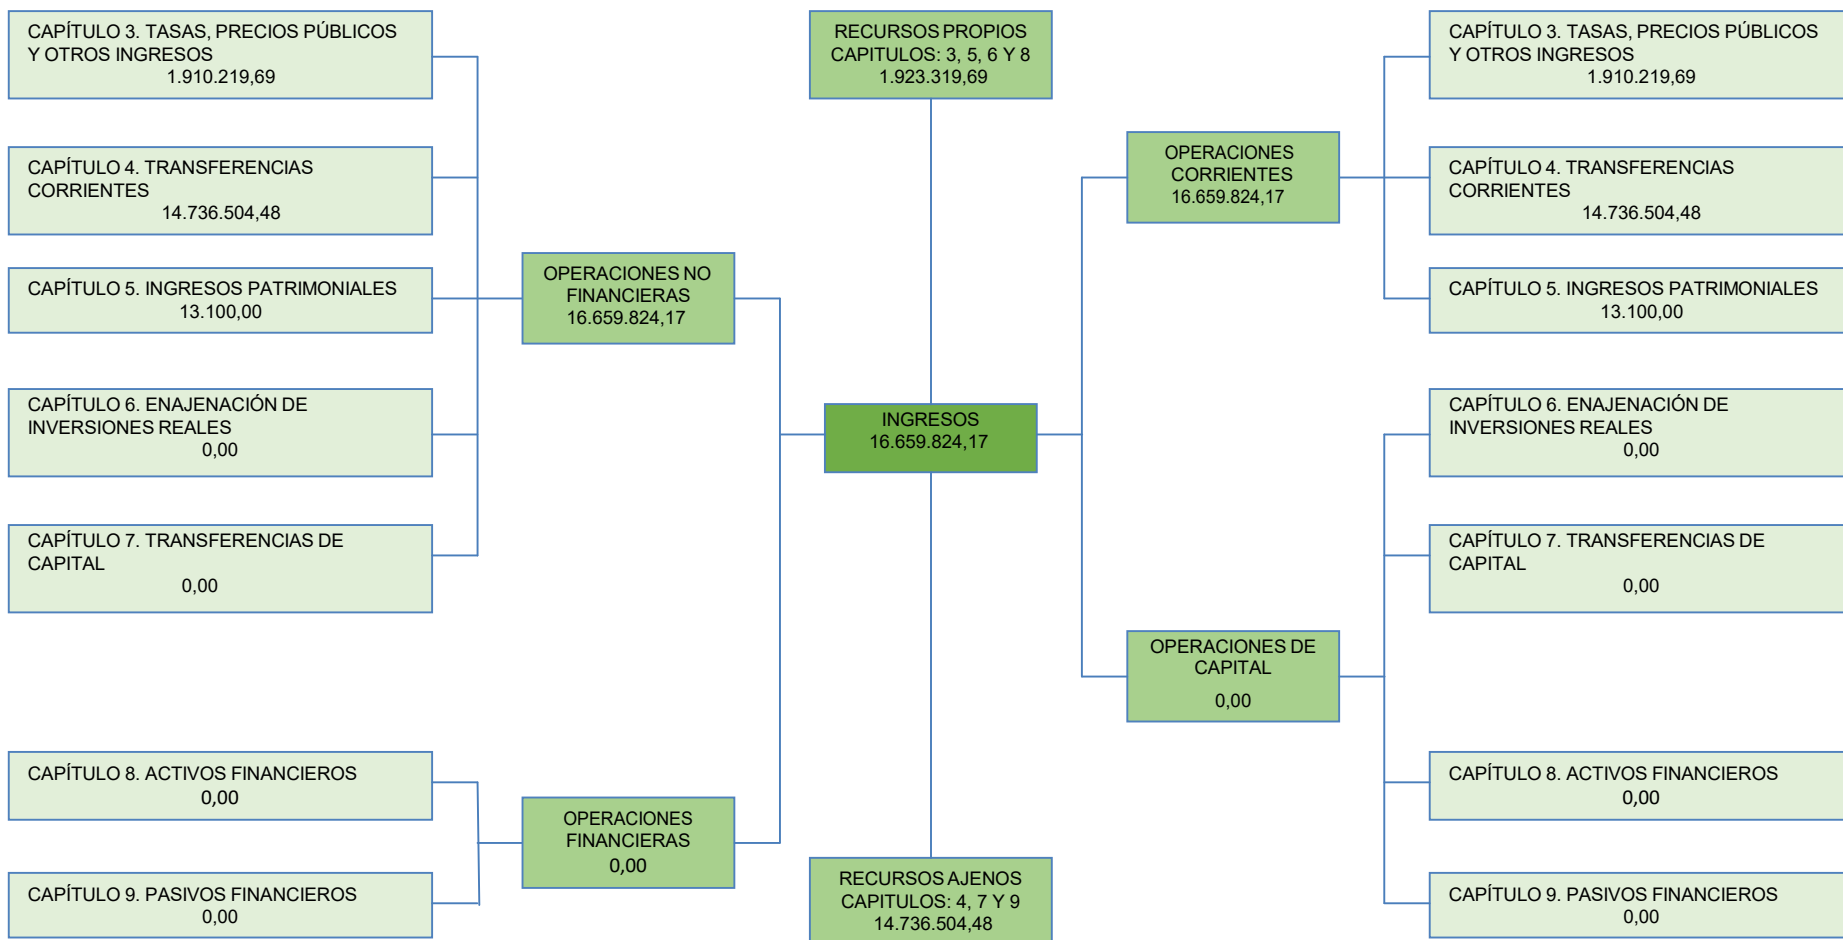 CAPÍTULO 3. TASAS, PRECIOS PÚBLICOS
Y OTROS INGRESOS
1.910.219,69
CAPÍTULO 4. TRANSFERENCIAS
CORRIENTES
14.736.504,48
CAPÍTULO 5. INGRESOS PATRIMONIALES
13.100,00
CAPÍTULO 6. ENAJENACIÓN DE
INVERSIONES REALES
0,00
CAPÍTULO 7. TRANSFERENCIAS DE
CAPITAL
0,00
CAPÍTULO 8. ACTIVOS FINANCIEROS
0,00
CAPÍTULO 9. PASIVOS FINANCIEROS
0,00
OPERACIONES NO
FINANCIERAS
16.659.824,17
OPERACIONES
FINANCIERAS
0,00
RECURSOS PROPIOS
CAPITULOS: 3, 5, 6 Y 8
1.923.319,69
INGRESOS
16.659.824,17
RECURSOS AJENOS
CAPITULOS: 4, 7 Y 9
14.736.504,48
OPERACIONES
CORRIENTES
16.659.824,17
OPERACIONES DE
CAPITAL
0,00
CAPÍTULO 3. TASAS, PRECIOS PÚBLICOS
Y OTROS INGRESOS
1.910.219,69
CAPÍTULO 4. TRANSFERENCIAS
CORRIENTES
14.736.504,48
CAPÍTULO 5. INGRESOS PATRIMONIALES
13.100,00
CAPÍTULO 6. ENAJENACIÓN DE
INVERSIONES REALES
0,00
CAPÍTULO 7. TRANSFERENCIAS DE
CAPITAL
0,00
CAPÍTULO 8. ACTIVOS FINANCIEROS
0,00
CAPÍTULO 9. PASIVOS FINANCIEROS
0,00